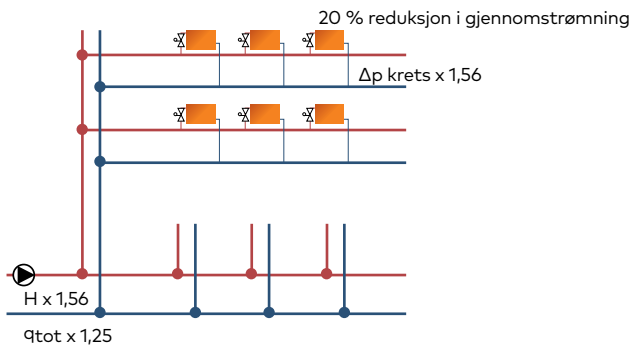 20 % reduksjon i gjennomstrømning
Δp krets x 1,56
H x 1,56
qtot x 1,25